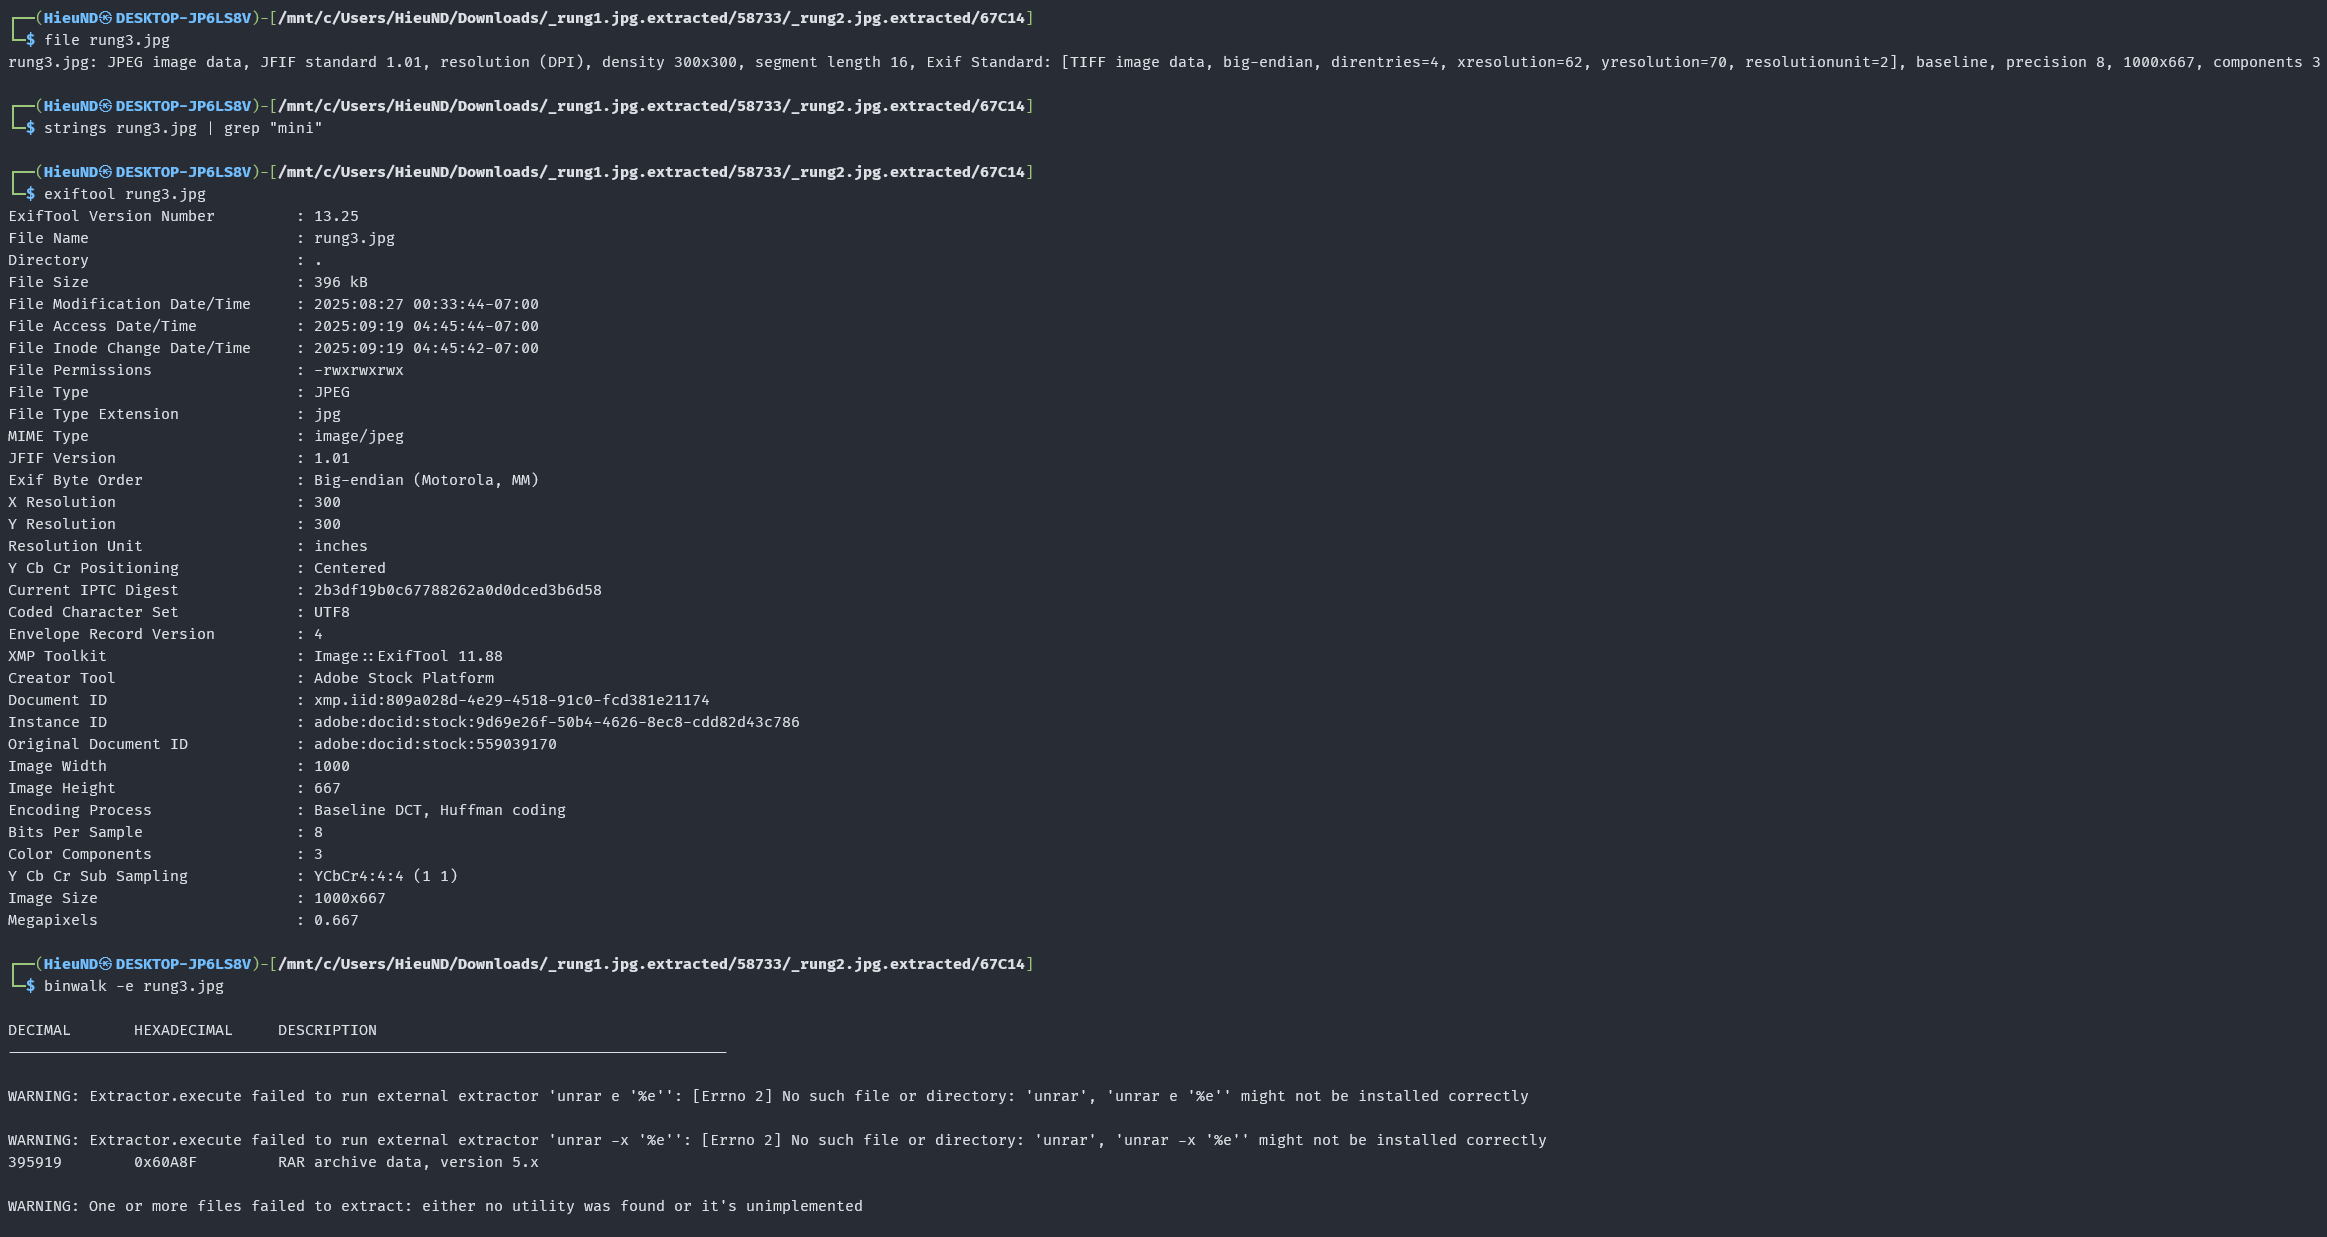 ┌──(HieuND㉿DESKTOP-JP6LS8V)-[/mnt/c/Users/HieuND/Downloads/_rung1.jpg.extracted/58733/_rung2.jpg.extracted/67C14]
└─$ file rung3.jpg
rung3.jpg: JPEG image data, JFIF standard 1.01, resolution (DPI), density 300x300, segment length 16, Exif Standard: [TIFF image data, big-endian, direntries=4, xresolution=62, yresolution=70, resolutionunit=2], baseline, precision 8, 1000x667, components 3
┌──(HieuND㉿DESKTOP-JP6LS8V)-[/mnt/c/Users/HieuND/Downloads/_rung1.jpg.extracted/58733/_rung2.jpg.extracted/67C14]
└─$ strings rung3.jpg | grep "mini"
┌──(HieuND㉿DESKTOP-JP6LS8V)-[/mnt/c/Users/HieuND/Downloads/_rung1.jpg.extracted/58733/_rung2.jpg.extracted/67C14]
└─$ exiftool rung3.jpg
ExifTool Version Number         : 13.25
File Name                       : rung3.jpg
Directory                       : .
File Size                       : 396 kB
File Modification Date/Time     : 2025:08:27 00:33:44-07:00
File Access Date/Time           : 2025:09:19 04:45:44-07:00
File Inode Change Date/Time     : 2025:09:19 04:45:42-07:00
File Permissions                : -rwxrwxrwx
File Type                       : JPEG
File Type Extension             : jpg
MIME Type                       : image/jpeg
JFIF Version                    : 1.01
Exif Byte Order                 : Big-endian (Motorola, MM)
X Resolution                    : 300
Y Resolution                    : 300
Resolution Unit                 : inches
Y Cb Cr Positioning             : Centered
Current IPTC Digest             : 2b3df19b0c67788262a0d0dced3b6d58
Coded Character Set             : UTF8
Envelope Record Version         : 4
XMP Toolkit                     : Image::ExifTool 11.88
Creator Tool                    : Adobe Stock Platform
Document ID                     : xmp.iid:809a028d-4e29-4518-91c0-fcd381e21174
Instance ID                     : adobe:docid:stock:9d69e26f-50b4-4626-8ec8-cdd82d43c786
Original Document ID            : adobe:docid:stock:559039170
Image Width                     : 1000
Image Height                    : 667
Encoding Process                : Baseline DCT, Huffman coding
Bits Per Sample                 : 8
Color Components                : 3
Y Cb Cr Sub Sampling            : YCbCr4:4:4 (1 1)
Image Size                      : 1000x667
Megapixels                      : 0.667
┌──(HieuND㉿DESKTOP-JP6LS8V)-[/mnt/c/Users/HieuND/Downloads/_rung1.jpg.extracted/58733/_rung2.jpg.extracted/67C14]
└─$ binwalk -e rung3.jpg
DECIMAL       HEXADECIMAL     DESCRIPTION
--------------------------------------------------------------------------------
WARNING: Extractor.execute failed to run external extractor 'unrar e '%e'': [Errno 2] No such file or directory: 'unrar', 'unrar e '%e'' might not be installed correctly
WARNING: Extractor.execute failed to run external extractor 'unrar -x '%e'': [Errno 2] No such file or directory: 'unrar', 'unrar -x '%e'' might not be installed correctly
395919        0x60A8F         RAR archive data, version 5.x
WARNING: One or more files failed to extract: either no utility was found or it's unimplemented